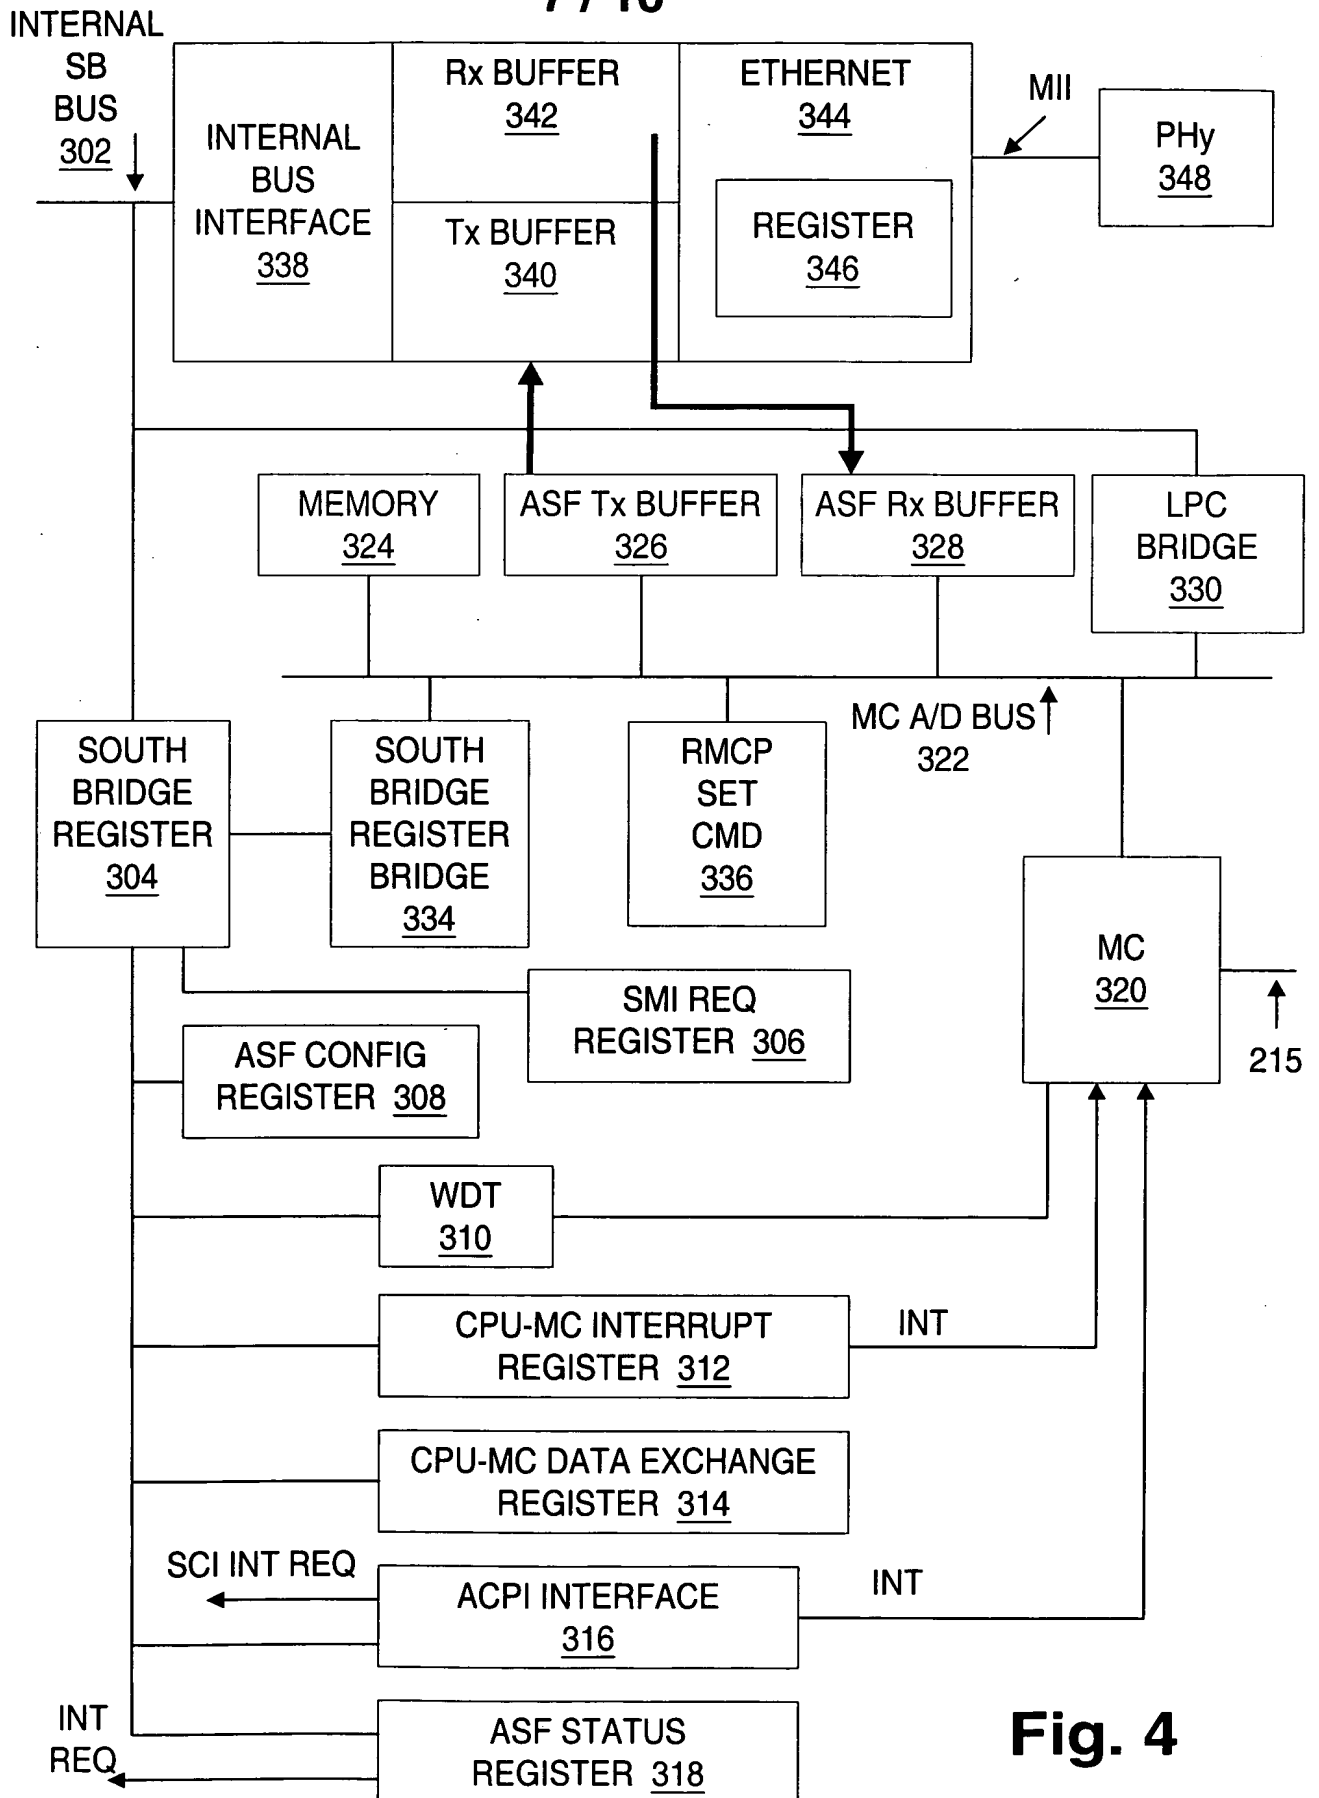 7 / 16
INTERNAL
SB
BUS
302
INTERNAL
BUS
INTERFACE
338
Rx BUFFER
342
Tx BUFFER
340
ETHERNET
344
REGISTER
346
MII
PHy
348
MEMORY
324
ASF Tx BUFFER
326
ASF Rx BUFFER
328
LPC
BRIDGE
330
MC A/D BUS
322
SOUTH
BRIDGE
REGISTER
304
SOUTH
BRIDGE
REGISTER
BRIDGE
334
RMCP
SET
CMD
336
MC
320
215
SMI REQ
REGISTER 306
ASF CONFIG
REGISTER 308
WDT
310
CPU-MC INTERRUPT
REGISTER 312
INT
CPU-MC DATA EXCHANGE
REGISTER 314
SCI INT REQ
ACPI INTERFACE
316
INT
INT
REQ
ASF STATUS
REGISTER 318
Fig. 4